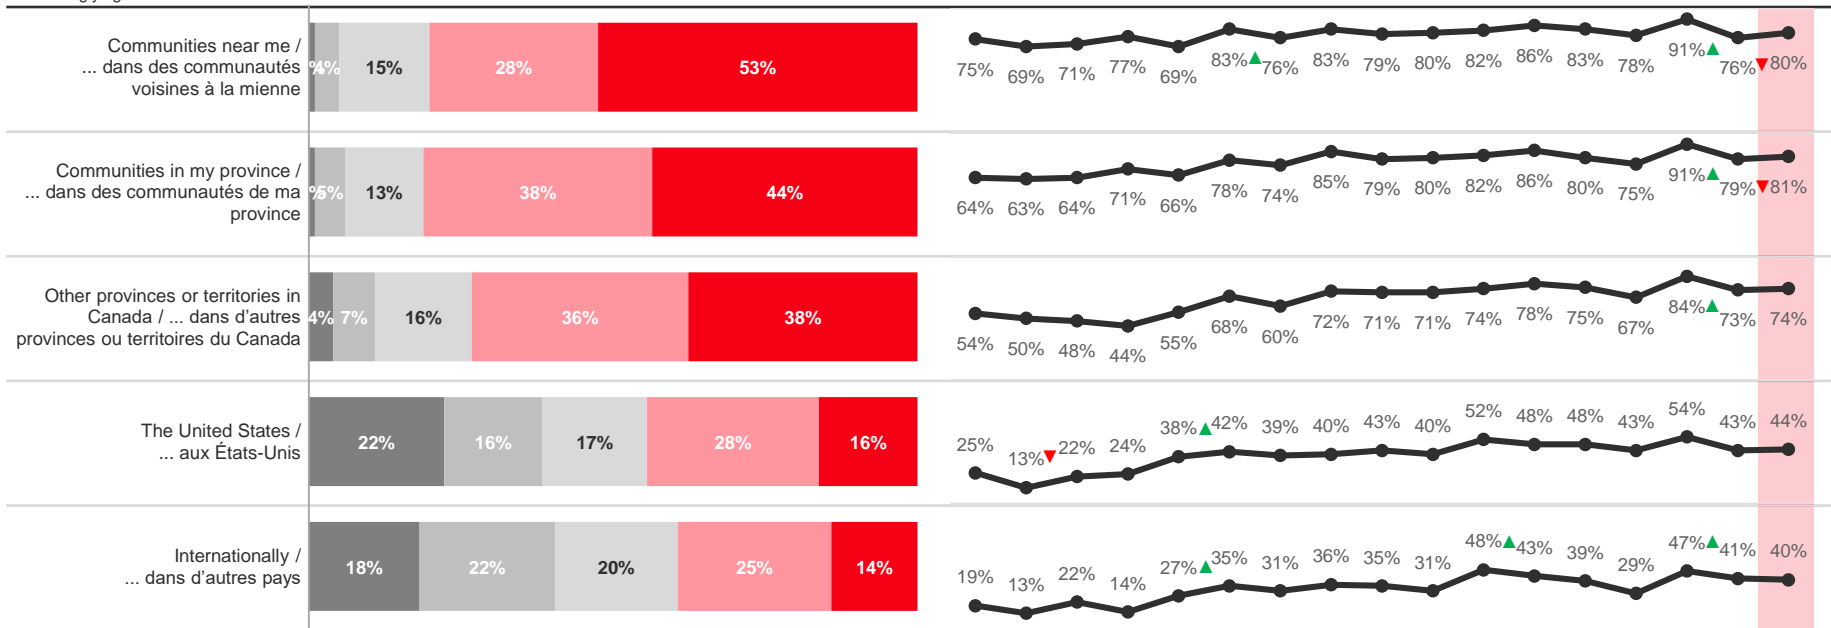 Communities near me /
... dans des communautés
voisines à la mienne
4% 15% 28% 53%
75% 69% 71% 77% 69% 83% 76% 83% 79% 80% 82% 86% 83% 78% 91% 76% 80%
Communities in my province /
... dans des communautés de ma
province
5% 13% 38% 44%
64% 63% 64% 71% 66% 78% 74% 85% 79% 80% 82% 86% 80% 75% 91% 79% 81%
Other provinces or territories in
Canada / ... dans d'autres
provinces ou territoires du Canada
4% 7% 16% 36% 38%
54% 50% 48% 44% 55% 68% 60% 72% 71% 71% 74% 78% 75% 67% 84% 73% 74%
The United States /
... aux États-Unis
22% 16% 17% 28% 16%
25% 13% 22% 24% 38% 42% 39% 40% 43% 40% 52% 48% 48% 43% 54% 43% 44%
Internationally /
... dans d'autres pays
18% 22% 20% 25% 14%
19% 13% 22% 14% 27% 35% 31% 36% 35% 31% 48% 43% 39% 29% 47% 41% 40%